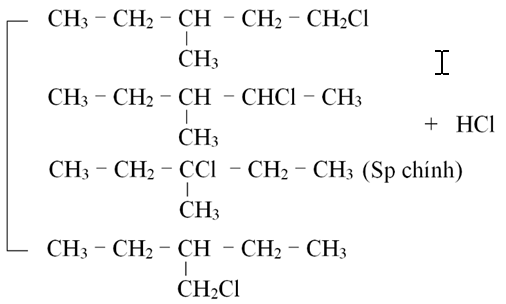 CH₃ – CH₂ – CH – CH₂ – CH₂Cl
CH₃
CH₃ – CH₂ – CH – CHCl – CH₃
CH₃
+ HCl
CH₃ – CH₂ – CCl – CH₂ – CH₃ (Sp chính)
CH₃
CH₃ – CH₂ – CH – CH₂ – CH₃
CH₂Cl